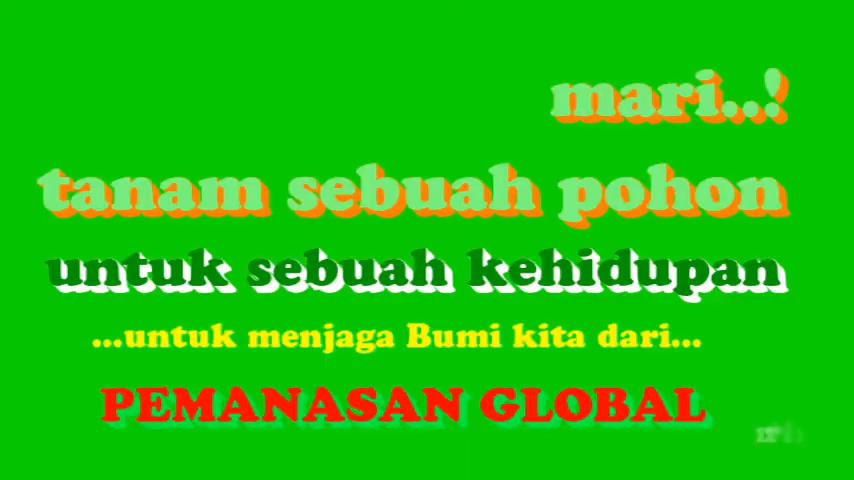 mari..!
tanam sebuah pohon
untuk sebuah kehidupan
...untuk menjaga Bumi kita dari...
PEMANASAN GLOBAL